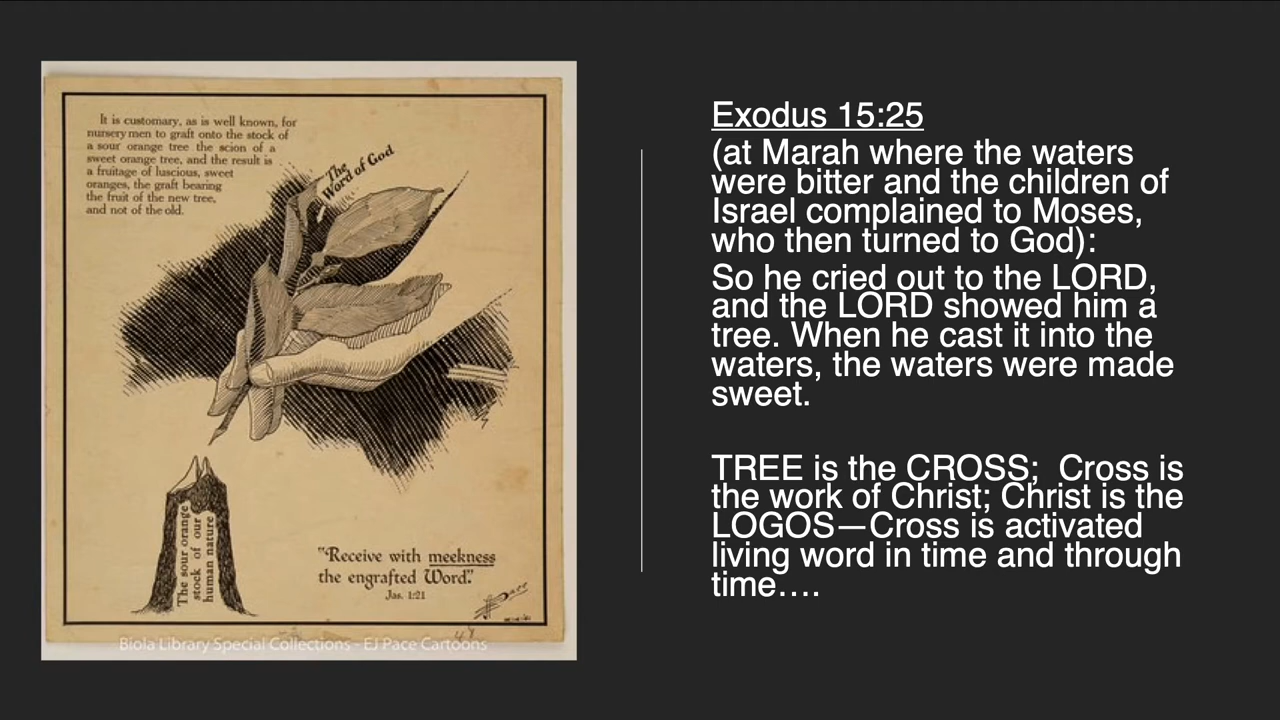 It is customary, as is well known, for
nurserymen to graft onto the stock of
a sour orange tree the scion of a
sweet orange tree, and the result is
a fruitage of luscious, sweet
oranges, the graft bearing
the fruit of the new tree,
and not of the old.
The
Word of God
The sour orange
stock of our
human nature
"Receive with meekness
the engrafted Word."
Jas. 1:21
Pace
Biola Library Special Collections - EJ Pace Cartoons
Exodus 15:25
(at Marah where the waters
were bitter and the children of
Israel complained to Moses,
who then turned to God):
So he cried out to the LORD,
and the LORD showed him a
tree. When he cast it into the
waters, the waters were made
sweet.
TREE is the CROSS;  Cross is
the work of Christ; Christ is the
LOGOS—Cross is activated
living word in time and through
time….